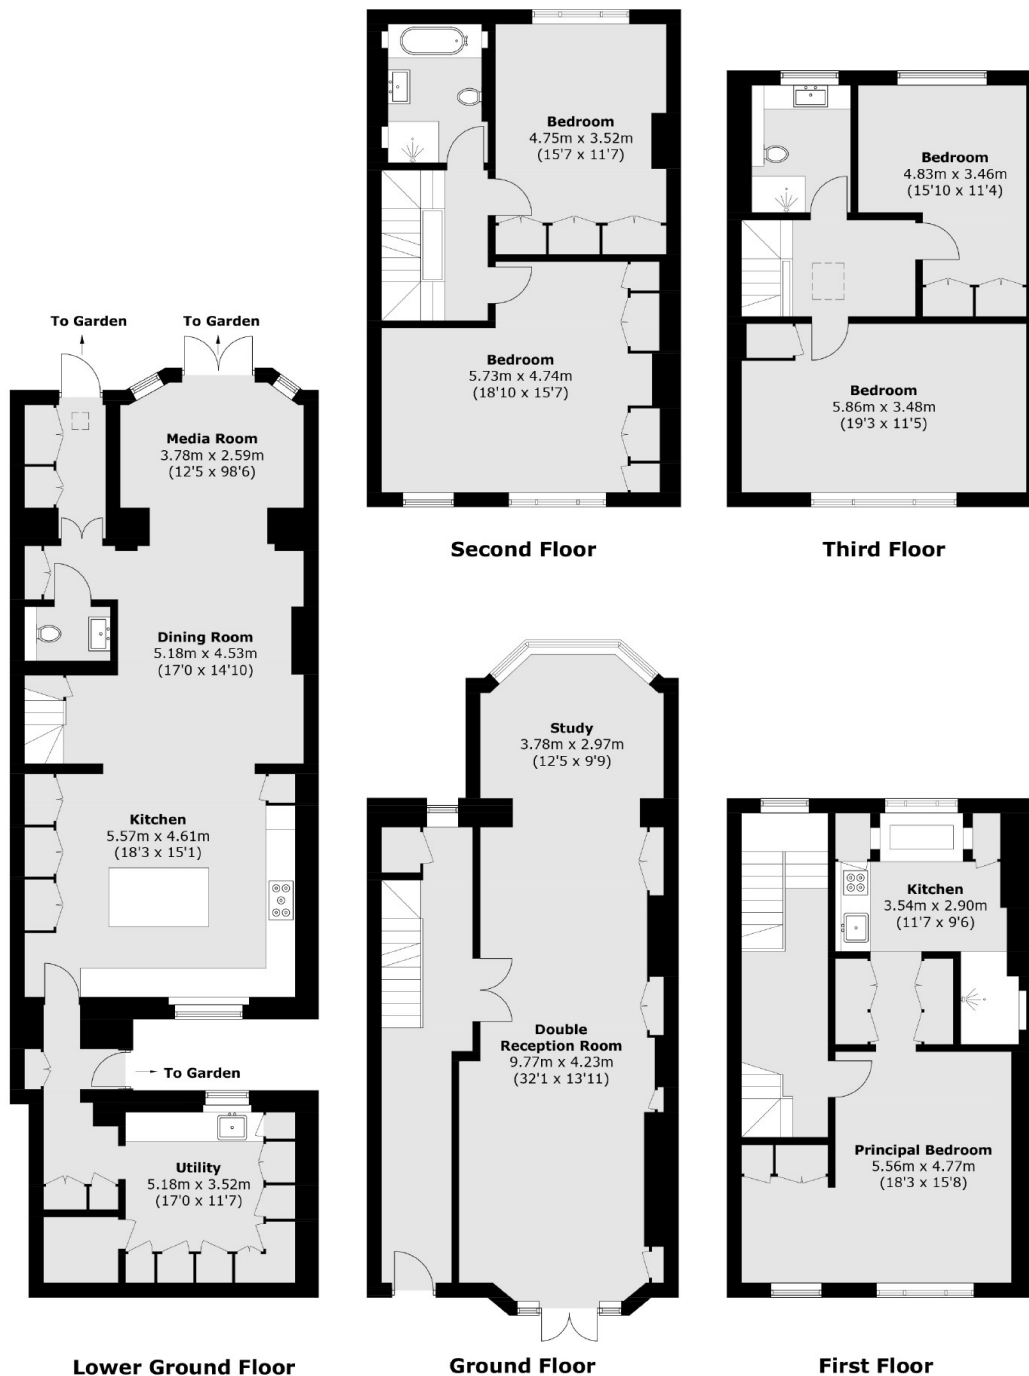 Bedroom
4.75m x 3.52m
(15'7 x 11'7)
Bedroom
5.73m x 4.74m
(18'10 x 15'7)
Second Floor
Bedroom
4.83m x 3.46m
(15'10 x 11'4)
Bedroom
5.86m x 3.48m
(19'3 x 11'5)
Third Floor
To Garden
To Garden
Media Room
3.78m x 2.59m
(12'5 x 98'6)
Dining Room
5.18m x 4.53m
(17'0 x 14'10)
Kitchen
5.57m x 4.61m
(18'3 x 15'1)
To Garden
Utility
5.18m x 3.52m
(17'0 x 11'7)
Lower Ground Floor
Study
3.78m x 2.97m
(12'5 x 9'9)
Double
Reception Room
9.77m x 4.23m
(32'1 x 13'11)
Ground Floor
Kitchen
3.54m x 2.90m
(11'7 x 9'6)
Principal Bedroom
5.56m x 4.77m
(18'3 x 15'8)
First Floor